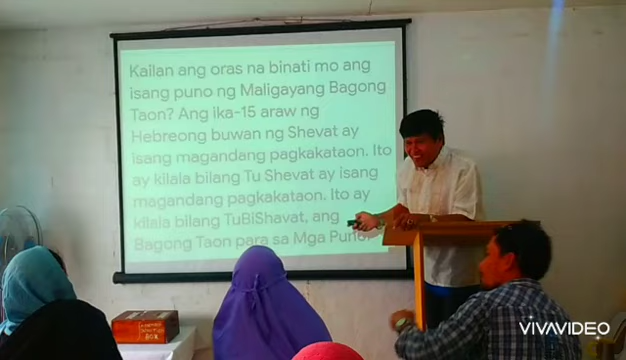 Kailan ang oras na binati mo ang
isang puno ng Maligayang Bagong
Taon? Ang ika-15 araw ng
Hebreong buwan ng Shevat ay
isang magandang pagkakataon. Ito
ay kilala bilang Tu Shevat ay isang
magandang pagkakataon. Ito ay
kilala bilang TuBiShavat, ang
Bagong Taon para sa Mga Puno.
BOX
VIVAVIDEO